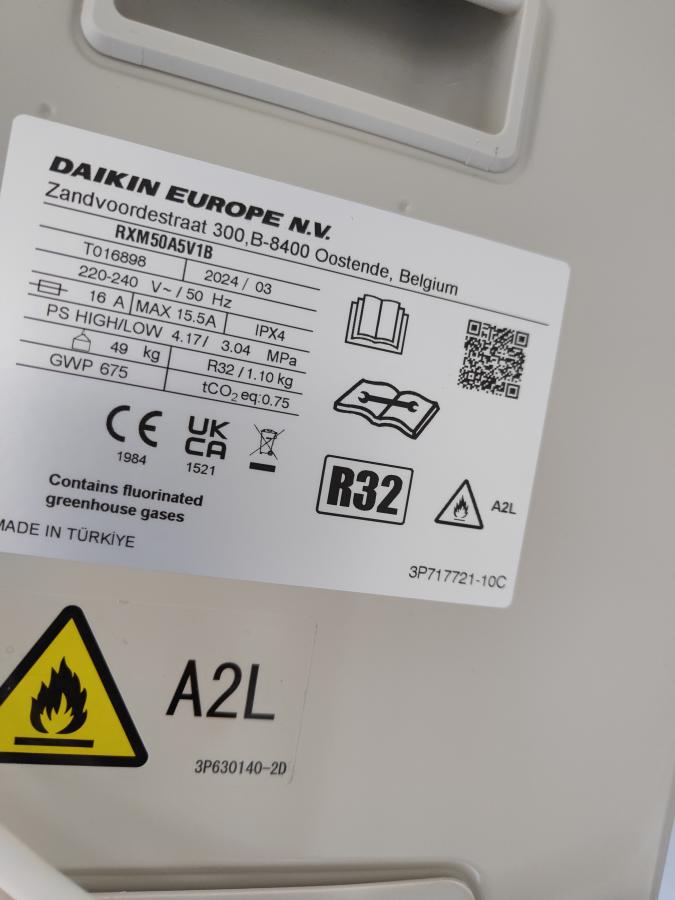 DAIKIN EUROPE N.V.
Zandvoordestraat 300,B-8400 Oostende, Belgium
RXM50A5V1B
T016898 2024 / 03
220-240 V~ / 50 Hz
16 A MAX 15.5A IPX4
PS HIGH/LOW 4.17/ 3.04 MPa
49 kg R32 / 1.10 kg
GWP 675 tCO₂ eq:0.75
CE UK CA
1984 1521
Contains fluorinated
greenhouse gases
R32 A2L
MADE IN TÜRKİYE
3P717721-10C
A2L
3P630140-2D